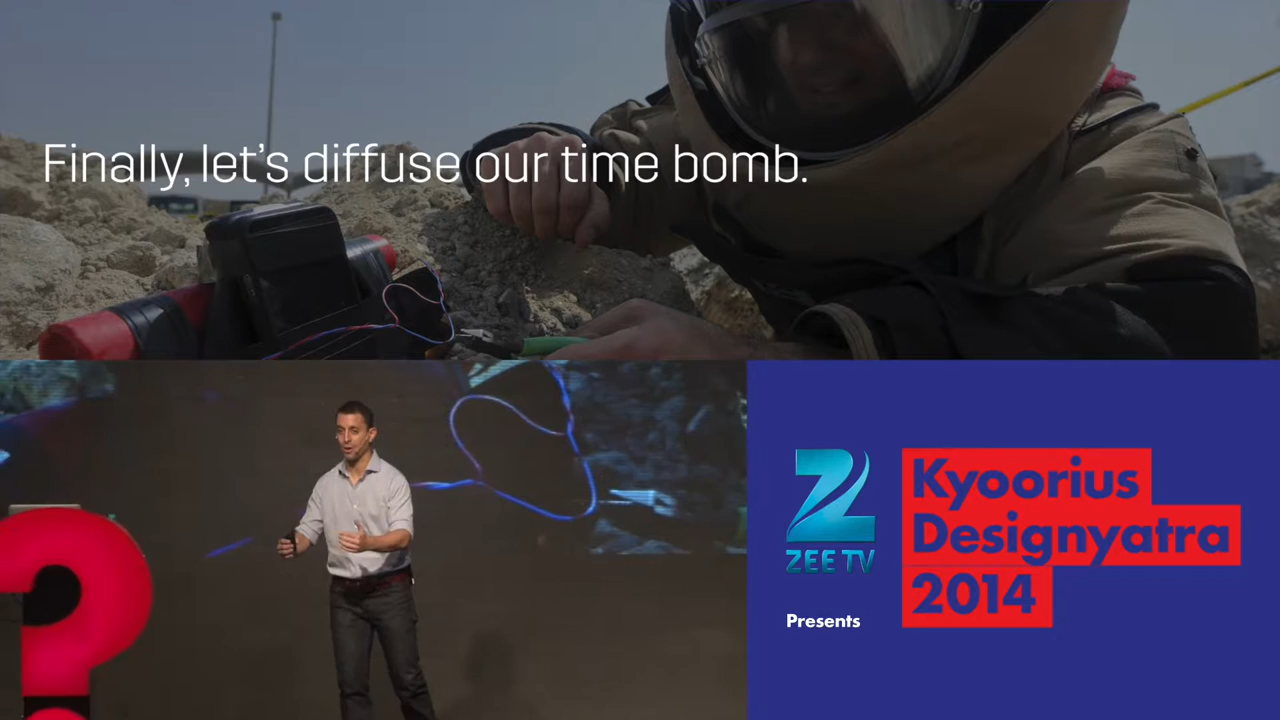 Finally, let's diffuse our time bomb.
ZEE TV
Presents
Kyoorius
Designyatra
2014